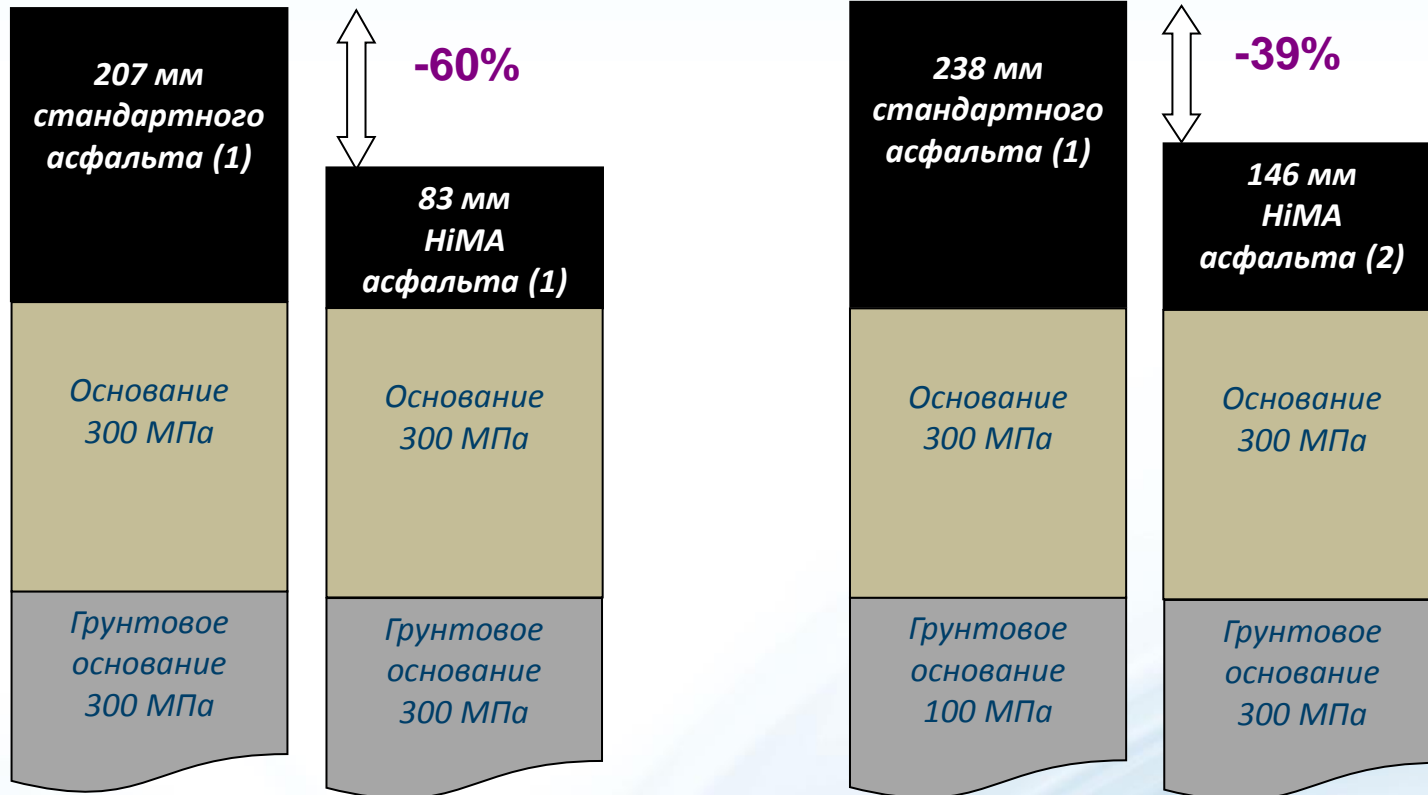 207 мм
стандартного
асфальта (1)
-60%
83 мм
HiMA
асфальта (1)
238 мм
стандартного
асфальта (1)
-39%
146 мм
HiMA
асфальта (2)
Основание
300 МПа
Основание
300 МПа
Основание
300 МПа
Основание
300 МПа
Грунтовое
основание
300 МПа
Грунтовое
основание
300 МПа
Грунтовое
основание
100 МПа
Грунтовое
основание
300 МПа